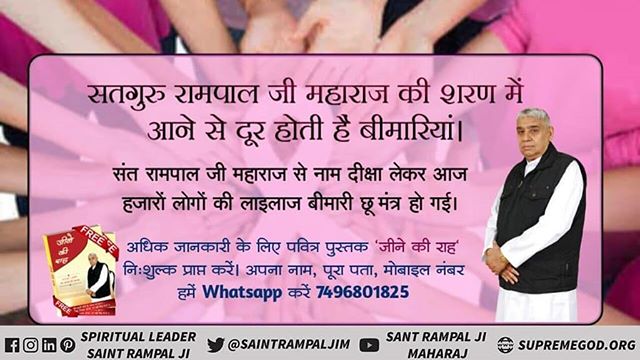 सतगुरु रामपाल जी महाराज की शरण में
आने से दूर होती हैं बीमारियां।
संत रामपाल जी महाराज से नाम दीक्षा लेकर आज
हजारों लोगों की लाइलाज बीमारी छू मंत्र हो गई।
FREE
जीने की राह
FREE
अधिक जानकारी के लिए पवित्र पुस्तक 'जीने की राह'
नि:शुल्क प्राप्त करें। अपना नाम, पूरा पता, मोबाइल नंबर
हमें Whatsapp करें 7496801825
SPIRITUAL LEADER
SAINT RAMPAL JI
@SAINTRAMPALJIM
SANT RAMPAL JI
MAHARAJ
SUPREMEGOD.ORG